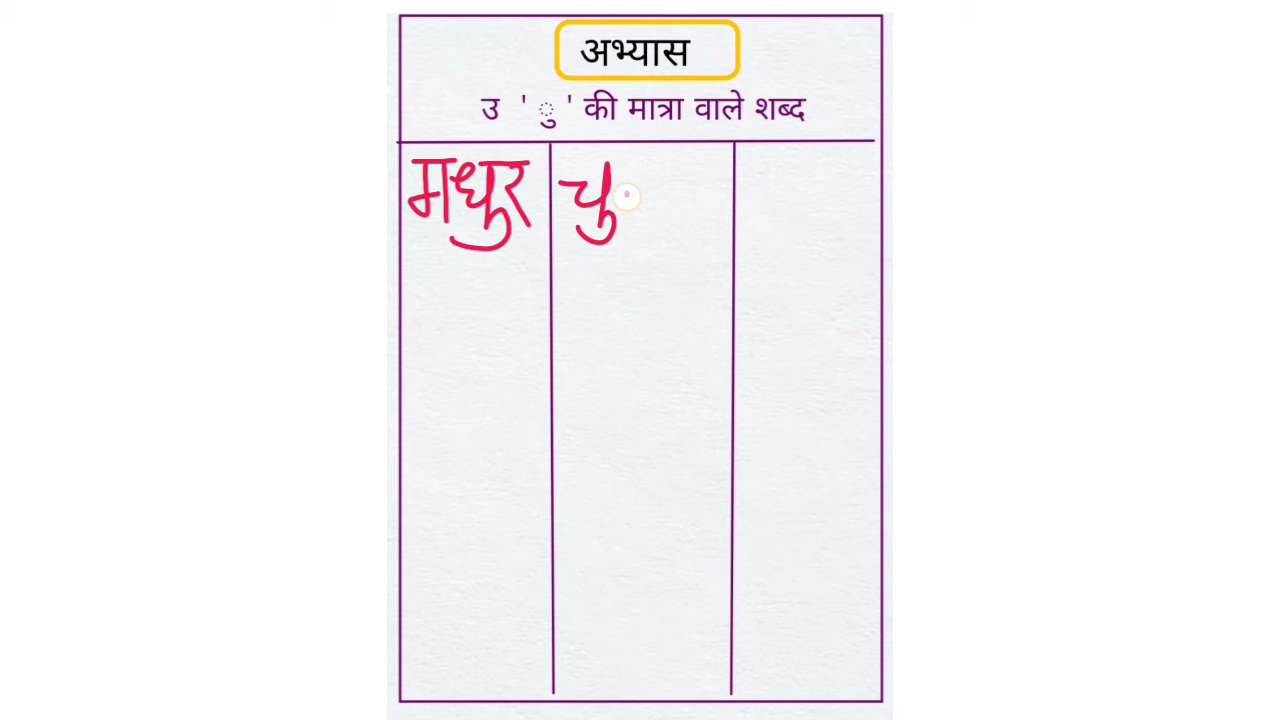 अभ्यास
उ 'ु' की मात्रा वाले शब्द
मधुर चु